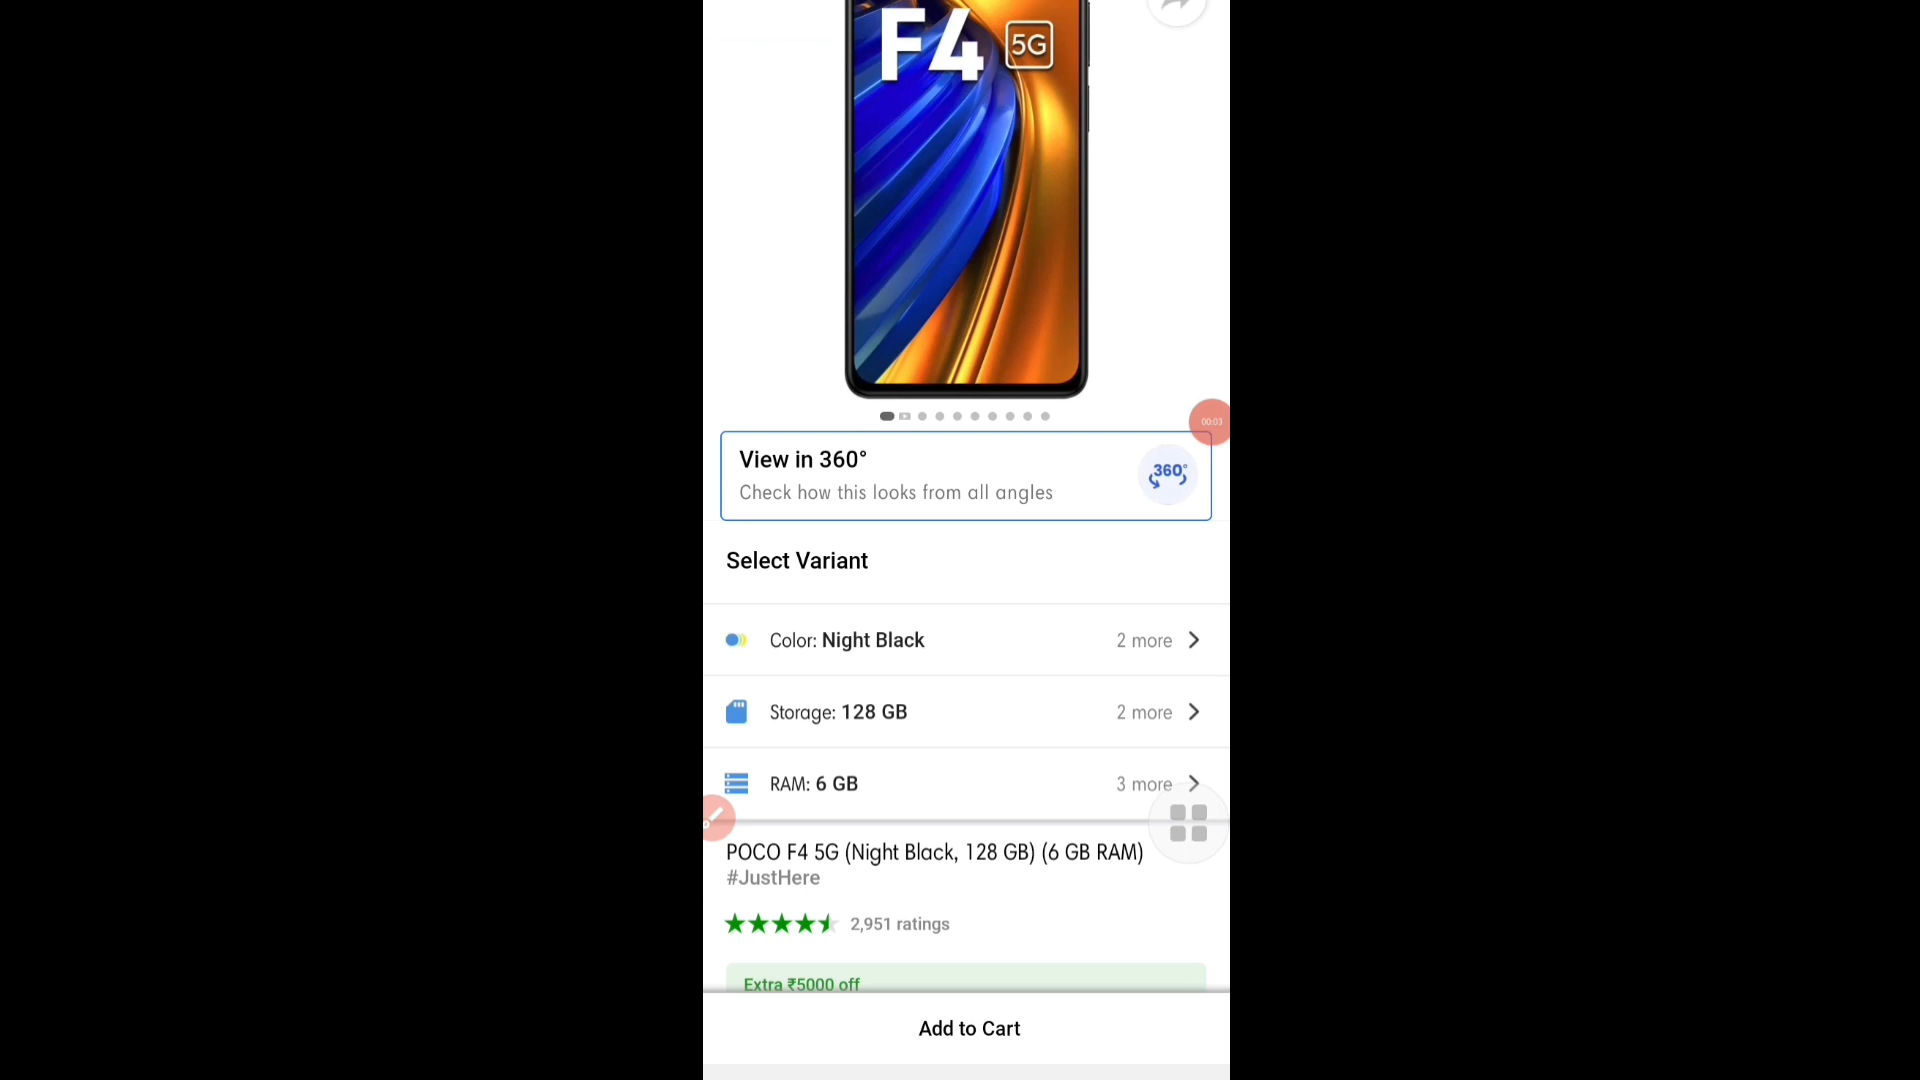 F4 5G
00:03
View in 360°
360°
Check how this looks from all angles
Select Variant
Color: Night Black 2 more
Storage: 128 GB 2 more
RAM: 6 GB 3 more
POCO F4 5G (Night Black, 128 GB) (6 GB RAM)
#JustHere
2,951 ratings
Extra ₹5000 off
Add to Cart